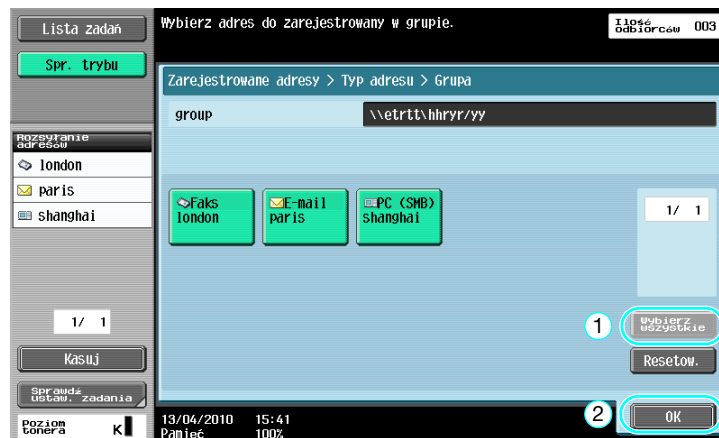 Lista zadań
Wybierz adres do zarejestrowany w grupie.
Ilość
odbiorców 003
Spr. trybu
Zarejestrowane adresy > Typ adresu > Grupa
group
\\etrtt\hhryr/yy
Rozsyłanie
adresów
london
paris
shanghai
Faks
london
E-mail
paris
PC (SMB)
shanghai
1/ 1
1/ 1
1
Wybierz
wszystkie
Kasuj
Resetow.
Sprawdź
ustaw. zadania
2
OK
Poziom
tonera K
13/04/2010 15:41
Pamięć 100%